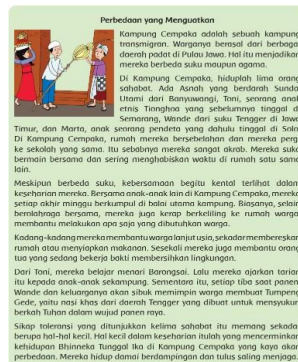 Perbedaan yang Menguatkan
Kampung Cempaka adalah sebuah kampung
transmigran. Warganya berasal dari berbagai
daerah padat di Pulau Jawa. Hal itu menjadikan
mereka berbeda suku maupun agama.
Di Kampung Cempaka, hiduplah lima orang
sahabat. Ada Asnah yang berdarah Sunda,
Utami dari Banyuwangi, Toni, seorang anak
etnis Tionghoa yang sebelumnya tinggal di
Semarang, Wande dari suku Tengger di Jawa
Timur, dan Marta, anak seorang pendeta yang dahulu tinggal di Solo.
Di Kampung Cempaka, rumah mereka bersebelahan dan mereka pergi
ke sekolah yang sama. Itu sebabnya mereka sangat akrab. Mereka suka
bermain bersama dan sering menghabiskan waktu di rumah satu sama
lain.
Meskipun berbeda suku, kebersamaan begitu kental terlihat dalam
keseharian mereka. Bersama anak-anak lain di Kampung Cempaka, mereka
setiap akhir minggu berkumpul di balai utama kampung. Biasanya, selain
berolahraga bersama, mereka juga kerap berkeliling ke rumah warga
membantu melakukan apa saja yang dibutuhkan warga.
Kadang-kadang mereka membantu warga lanjut usia, sekadar membereskan
rumah atau menyiapkan makanan. Sesekali mereka juga membantu orang
tua yang sedang bekerja bakti membersihkan lingkungan.
Dari Toni, mereka belajar menari Barongsai. Lalu mereka ajarkan tarian
itu kepada anak-anak sekampung. Sementara itu, setiap tiba saat panen
Wande dan keluarganya akan sibuk memimpin warga membuat Tumpeng
Gede, yaitu nasi khas dari daerah Tengger yang dibuat untuk mensyukuri
berkah Tuhan dalam wujud panen raya.
Sikap toleransi yang ditunjukkan kelima sahabat itu memang sekadar
berupa hal-hal kecil. Hal kecil dalam keseharian itulah yang mencerminkan
kehidupan Bhinneka Tunggal Ika di Kampung Cempaka yang kaya akan
perbedaan. Mereka hidup damai berdampingan dan tulus saling menjaga